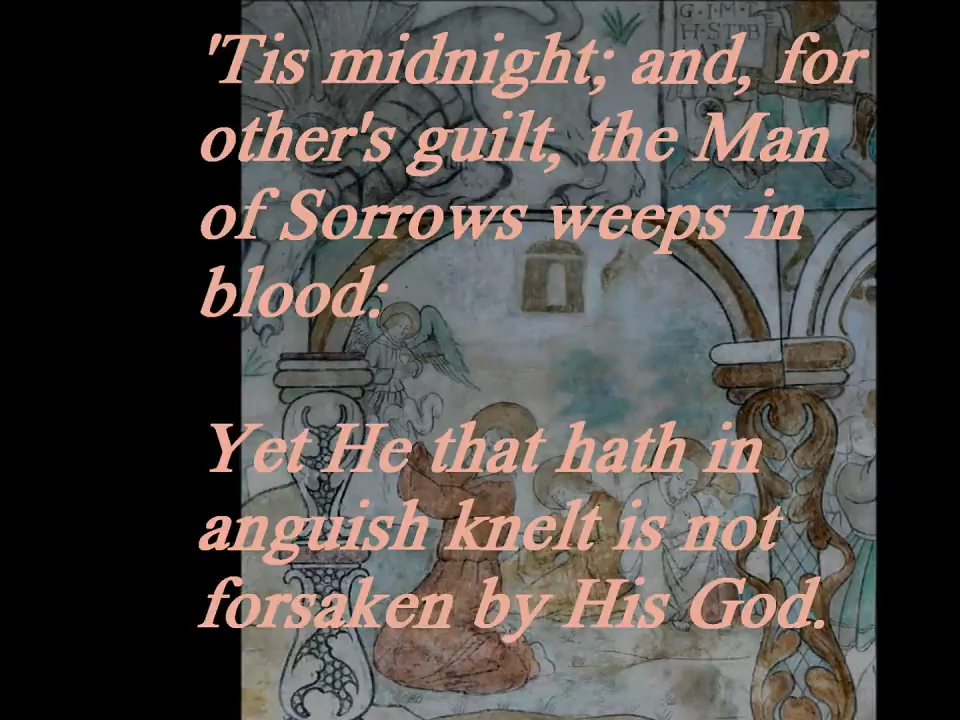 G·I·M·L
H·STPB
'Tis midnight; and, for
other's guilt, the Man
of Sorrows weeps in
blood:
Yet He that hath in
anguish knelt is not
forsaken by His God.